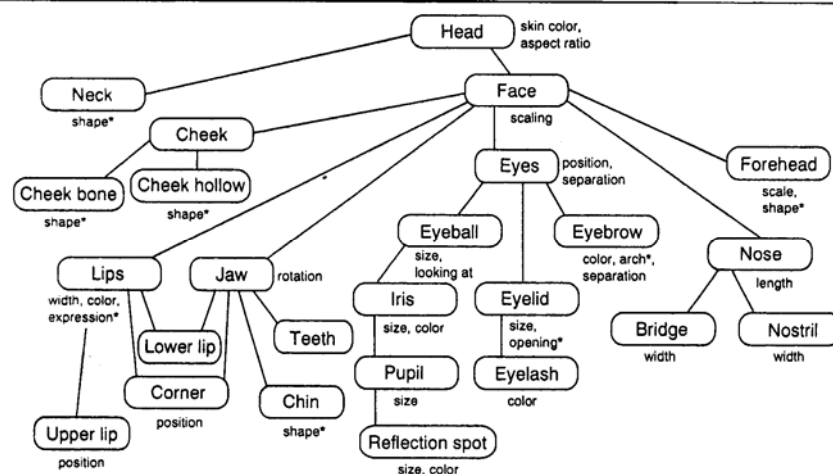 Head
skin color,
aspect ratio
Neck
shape*
Face
scaling
Cheek
Cheek bone
shape*
Cheek hollow
shape*
Eyes
position,
separation
Forehead
scale,
shape*
Eyeball
size,
looking at
Eyebrow
color, arch*,
separation
Nose
length
Lips
width, color,
expression*
Jaw
rotation
Iris
size, color
Eyelid
size,
opening*
Bridge
width
Nostril
width
Lower lip
Teeth
Corner
position
Chin
shape*
Pupil
size
Eyelash
color
Upper lip
position
Reflection spot
size, color